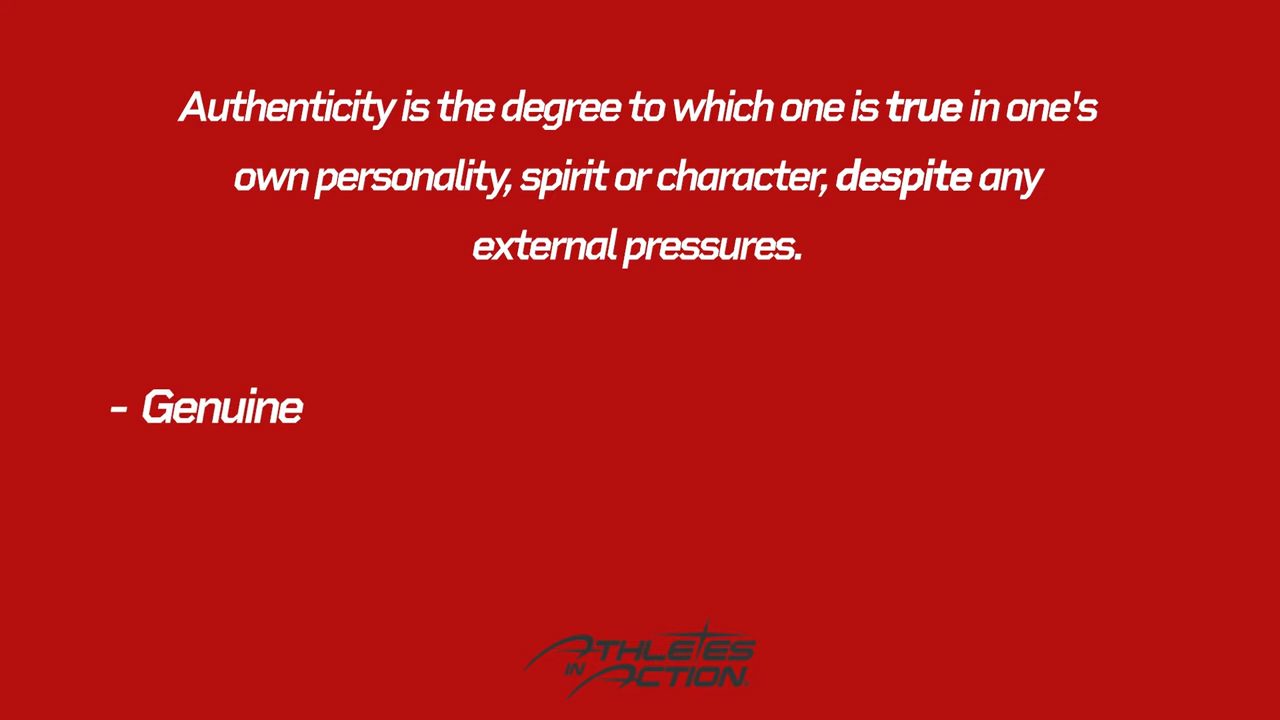 Authenticity is the degree to which one is true in one's
own personality, spirit or character, despite any
external pressures.
- Genuine
ATHLETES
IN ACTION